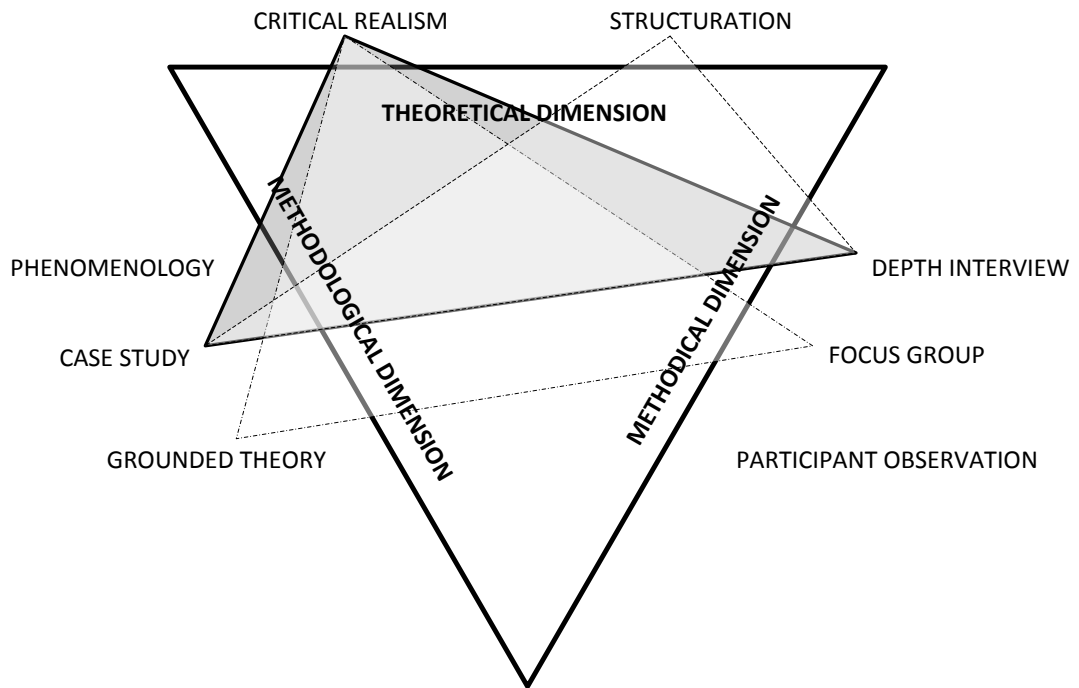 CRITICAL REALISM
STRUCTURATION
THEORETICAL DIMENSION
METHODOLOGICAL DIMENSION
METHODICAL DIMENSION
PHENOMENOLOGY
DEPTH INTERVIEW
CASE STUDY
FOCUS GROUP
GROUNDED THEORY
PARTICIPANT OBSERVATION